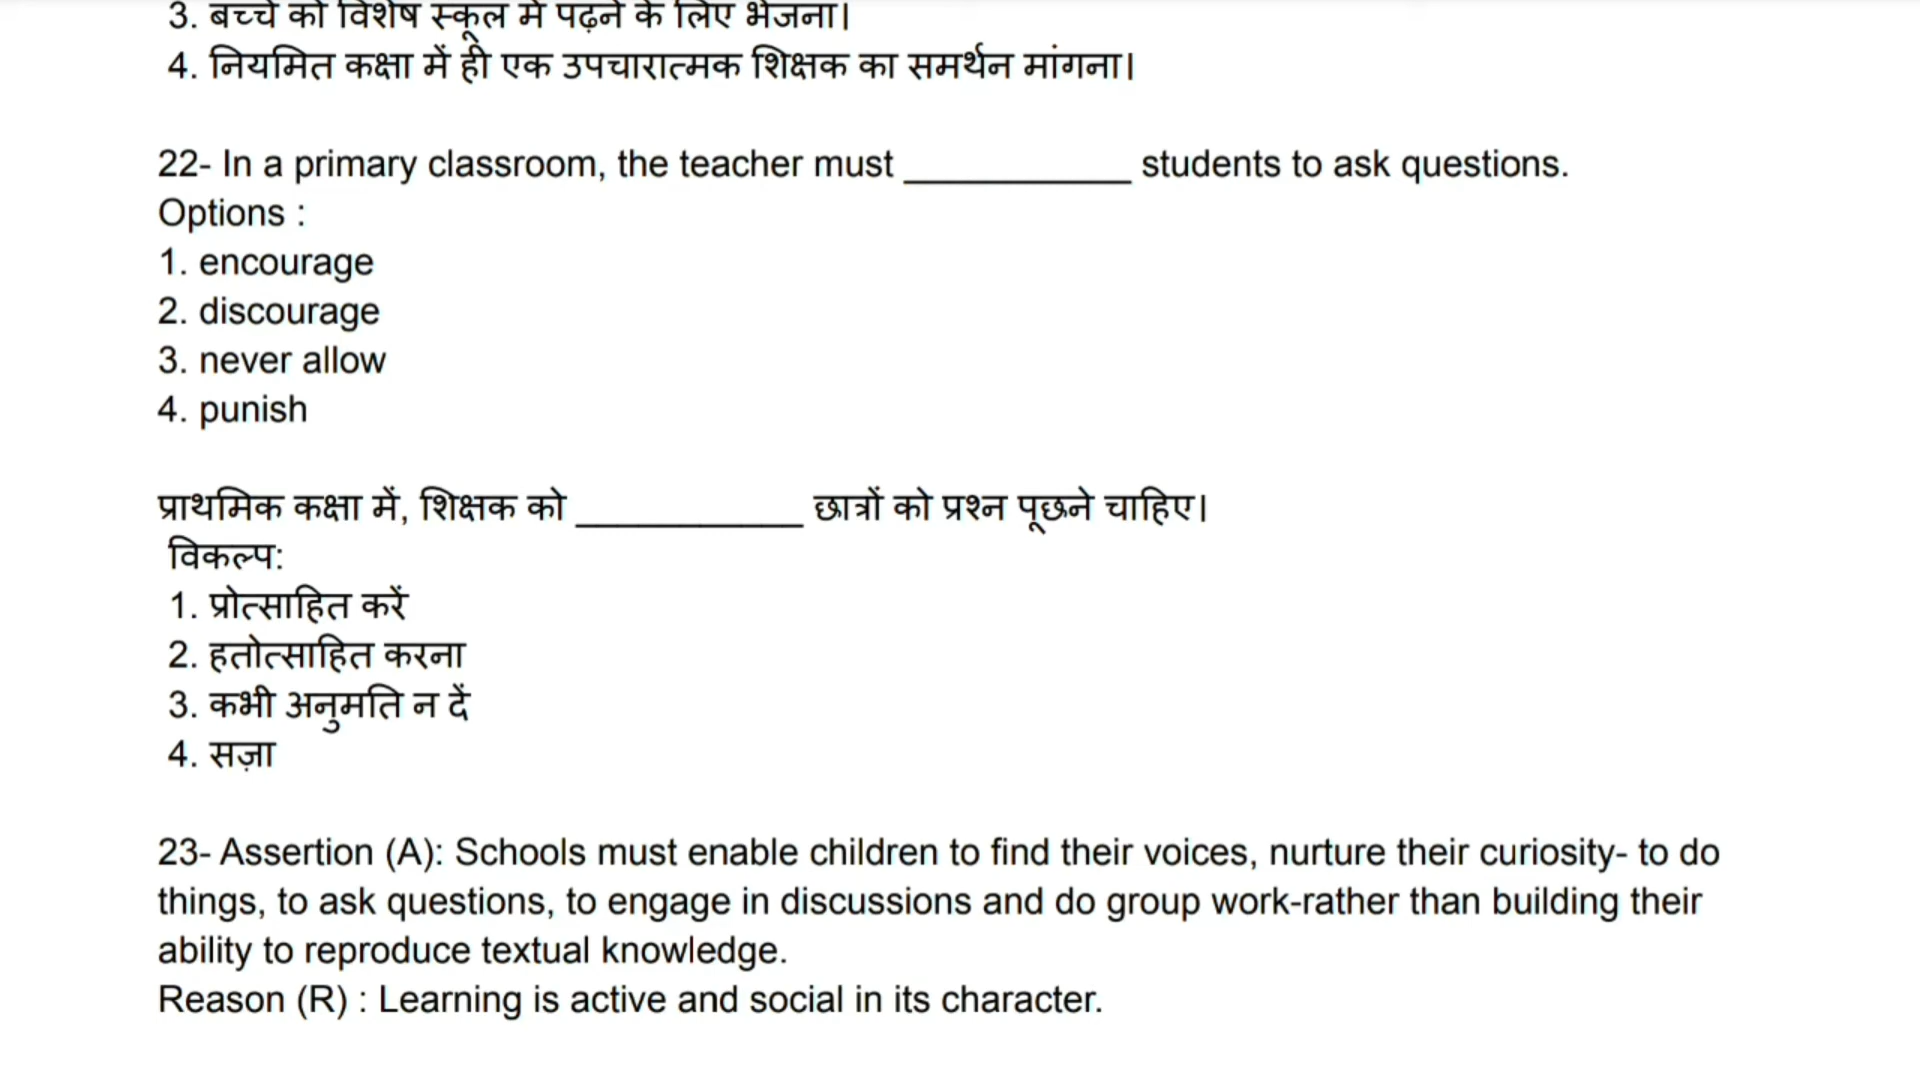 3. बच्चे को विशेष स्कूल में पढ़ने के लिए भेजना।
4. नियमित कक्षा में ही एक उपचारात्मक शिक्षक का समर्थन मांगना।
22- In a primary classroom, the teacher must ___________ students to ask questions.
Options :
1. encourage
2. discourage
3. never allow
4. punish
प्राथमिक कक्षा में, शिक्षक को ___________ छात्रों को प्रश्न पूछने चाहिए।
विकल्प:
1. प्रोत्साहित करें
2. हतोत्साहित करना
3. कभी अनुमति न दें
4. सज़ा
23- Assertion (A): Schools must enable children to find their voices, nurture their curiosity- to do
things, to ask questions, to engage in discussions and do group work-rather than building their
ability to reproduce textual knowledge.
Reason (R) : Learning is active and social in its character.